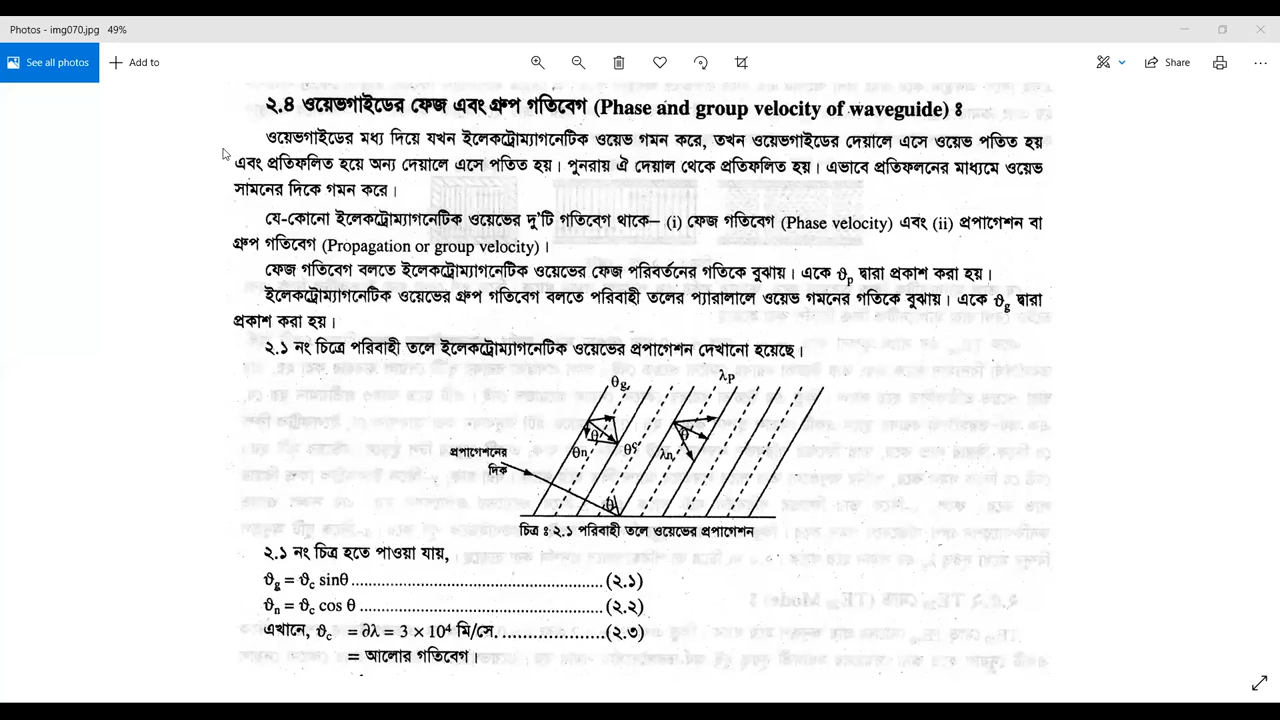 Photos - img070.jpg 49%
See all photos
Add to
Share
২.৪ ওয়েভগাইডের ফেজ এবং গ্রুপ গতিবেগ (Phase and group velocity of waveguide) ঃ
ওয়েভগাইডের মধ্য দিয়ে যখন ইলেকট্রোম্যাগনেটিক ওয়েভ গমন করে, তখন ওয়েভগাইডের দেয়ালে এসে ওয়েভ পতিত হয়
এবং প্রতিফলিত হয়ে অন্য দেয়ালে এসে পতিত হয়। পুনরায় ঐ দেয়াল থেকে প্রতিফলিত হয়। এভাবে প্রতিফলনের মাধ্যমে ওয়েভ
সামনের দিকে গমন করে।
যে-কোনো ইলেকট্রোম্যাগনেটিক ওয়েভের দু'টি গতিবেগ থাকে– (i) ফেজ গতিবেগ (Phase velocity) এবং (ii) প্রপাগেশন বা
গ্রুপ গতিবেগ (Propagation or group velocity)।
ফেজ গতিবেগ বলতে ইলেকট্রোম্যাগনেটিক ওয়েভের ফেজ পরিবর্তনের গতিকে বুঝায়। একে ϑp দ্বারা প্রকাশ করা হয়।
ইলেকট্রোম্যাগনেটিক ওয়েভের গ্রুপ গতিবেগ বলতে পরিবাহী তলের প্যারালালে ওয়েভ গমনের গতিকে বুঝায়। একে ϑg দ্বারা
প্রকাশ করা হয়।
২.১ নং চিত্রে পরিবাহী তলে ইলেকট্রোম্যাগনেটিক ওয়েভের প্রপাগেশন দেখানো হয়েছে।
θg
λp
θ
θ
θn
θc
λn
প্রপাগেশনের
দিক
θ
চিত্র ঃ ২.১ পরিবাহী তলে ওয়েভের প্রপাগেশন
২.১ নং চিত্র হতে পাওয়া যায়,
ϑg = ϑc sinθ ........................................................ (২.১)
ϑn = ϑc cos θ ...................................................... (২.২)
এখানে, ϑc = ∂λ = 3 × 10⁴ মি/সে. ......................(২.৩)
= আলোর গতিবেগ।